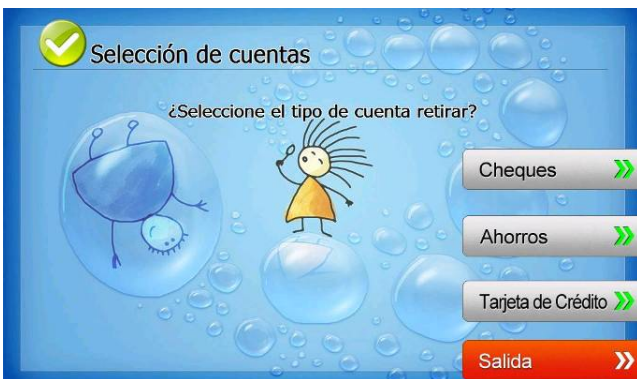 Selección de cuentas
¿Seleccione el tipo de cuenta retirar?
Cheques
Ahorros
Tarjeta de Crédito
Salida